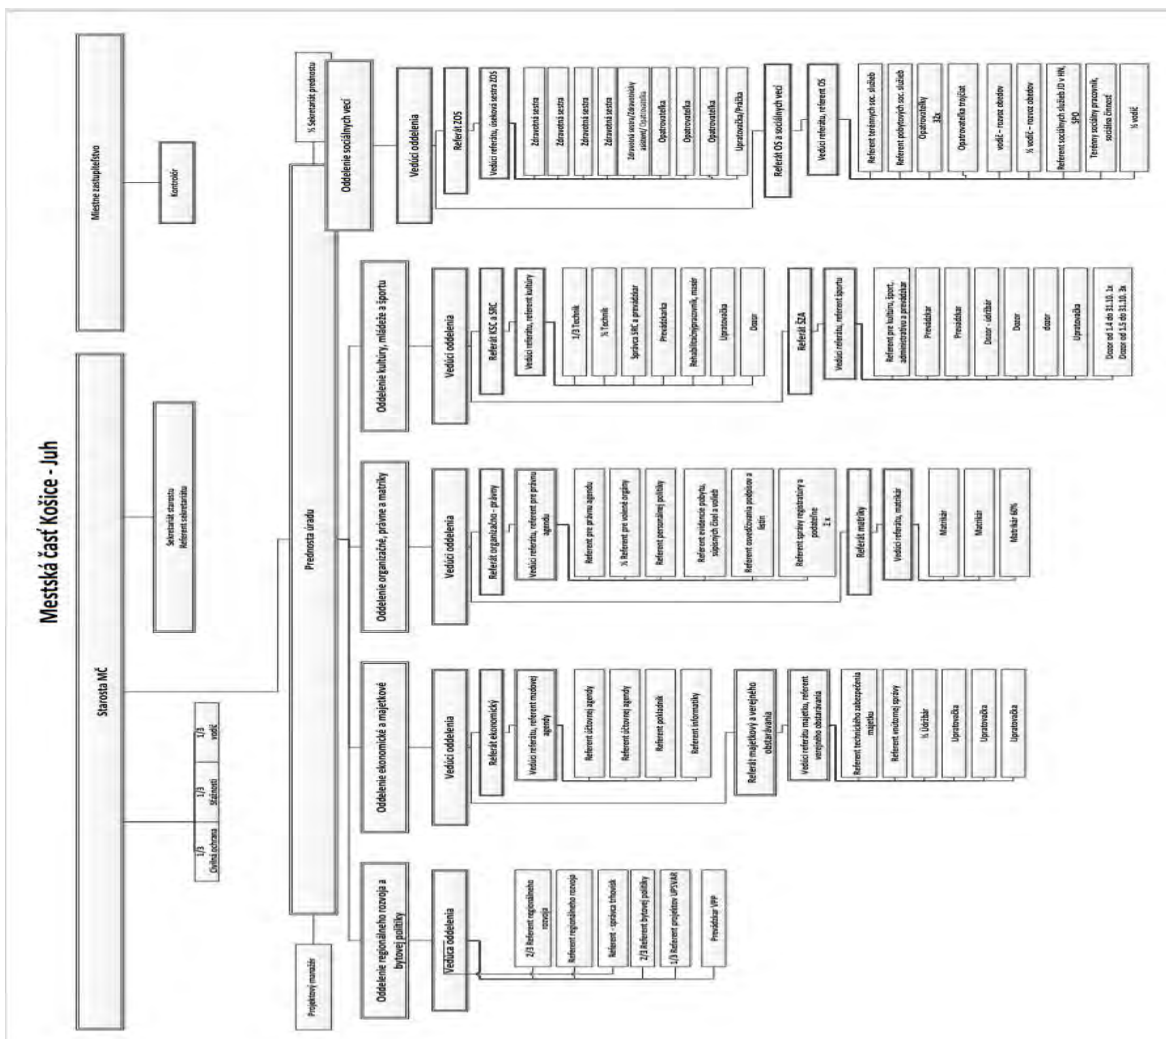 Mestská časť Košice - Juh
Starosta MČ
Miestne zastupiteľstvo
Kontrolór
Sekretariát starostu
Referent sekretariátu
1/3
Civilná ochrana
1/3
Sťažnosti
1/3
vodič
Projektový manažér
Prednosta úradu
½ Sekretariát prednostu
Oddelenie regionálneho rozvoja a
bytovej politiky
Vedúca oddelenia
2/3 Referent regionálneho
rozvoja
Referent regionálneho rozvoja
Referent - správca trhovísk
2/3 Referent bytovej politiky
1/3 Referent projektov UPSVAR
Prevádzkar VPP
Oddelenie ekonomické a majetkové
Vedúci oddelenia
Referát ekonomický
Vedúci referátu, referent mzdovej
agendy
Referent účtovnej agendy
Referent účtovnej agendy
Referent pokladník
Referent informatiky
Referát majetkový a verejného
obstarávania
Vedúci referátu majetku, referent
verejného obstarávania
Referent technického zabezpečenia
majetku
Referent vnútornej správy
½ Údržbár
Upratovačka
Upratovačka
Upratovačka
Oddelenie organizačné, právne a matriky
Vedúci oddelenia
Referát organizačno - právny
Vedúci referátu, referent pre právnu
agendu
Referent pre právnu agendu
½ Referent pre volené orgány
Referent personálnej politiky
Referent evidencie pobytu,
súpisných čísel a volieb
Referent osvedčovania podpisov a
listín
Referent správy registratúry a
podateľne
2 x
Referát matriky
Vedúci referátu, matrikár
Matrikár
Matrikár
Matrikár 60%
Oddelenie kultúry, mládeže a športu
Vedúci oddelenia
Referát KSC a SRC
Vedúci referátu, referent kultúry
1/3 Technik
½ Technik
Správca SRC a prevádzkar
Prevádzkarka
Rehabilitačný pracovník, masér
Upratovačka
Dozor
Referát ŠZA
Vedúci referátu, referent športu
Referent pre kultúru, šport,
administratíva a prevádzkar
Prevádzkar
Prevádzkar
Dozor - údržbár
Dozor
dozor
Upratovačka
Dozor od 1.4 do 31.10. 1x
Dozor od 1.5 do 31.10. 3x
Oddelenie sociálnych vecí
Vedúci oddelenia
Referát ZOS
Vedúci referátu, úseková sestra ZOS
Zdravotná sestra
Zdravotná sestra
Zdravotná sestra
Zdravotná sestra
Zdravotná sestra/Zdravotnícky
asistent/Opatrovateľka
Opatrovateľka
Opatrovateľka
Opatrovateľka
Upratovačka/Práčka
Referát OS a sociálnych vecí
Vedúci referátu, referent OS
Referent terénnych soc. služieb
Referent pobytových soc. služieb
Opatrovateľky
32x
Opatrovateľka trojčiat
vodič – rozvoz obedov
½ vodič – rozvoz obedov
Referent sociálnych služieb JD v HN,
SPO
Terénny sociálny pracovník,
sociálna činnosť
½ vodič